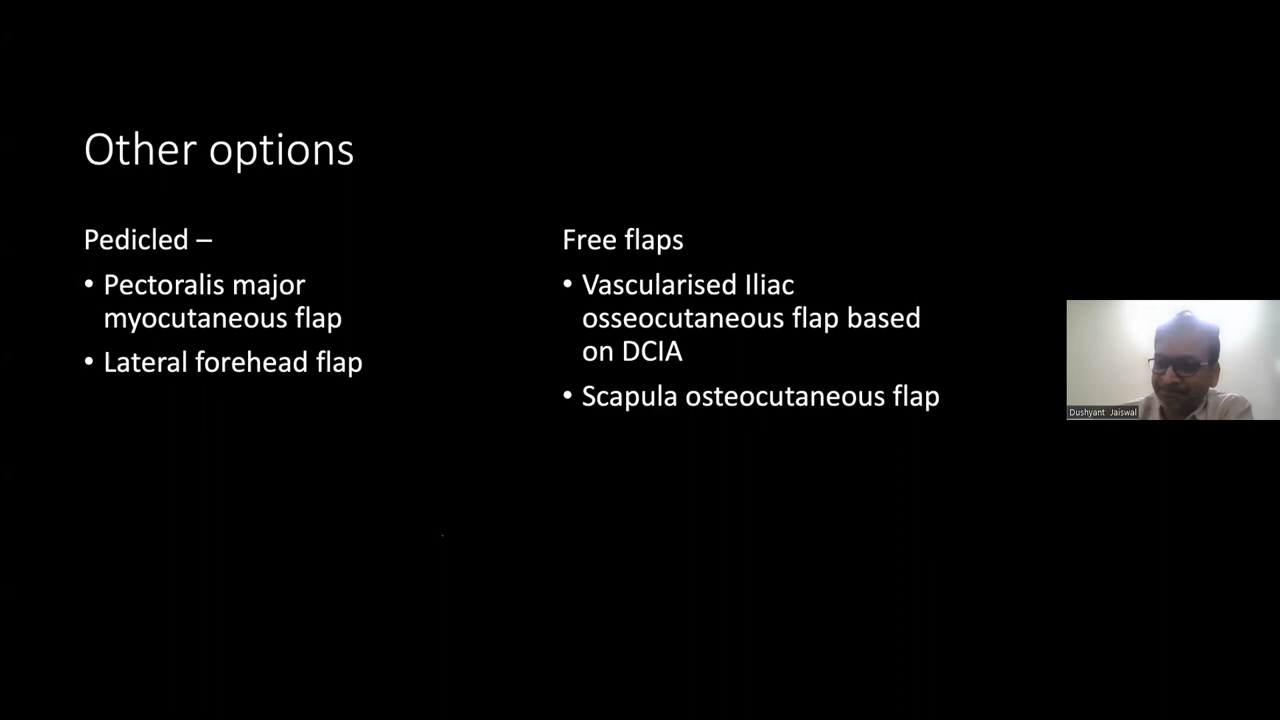 Other options
Pedicled –
• Pectoralis major
myocutaneous flap
• Lateral forehead flap
Free flaps
• Vascularised Iliac
osseocutaneous flap based
on DCIA
• Scapula osteocutaneous flap
Dushyant Jaiswal